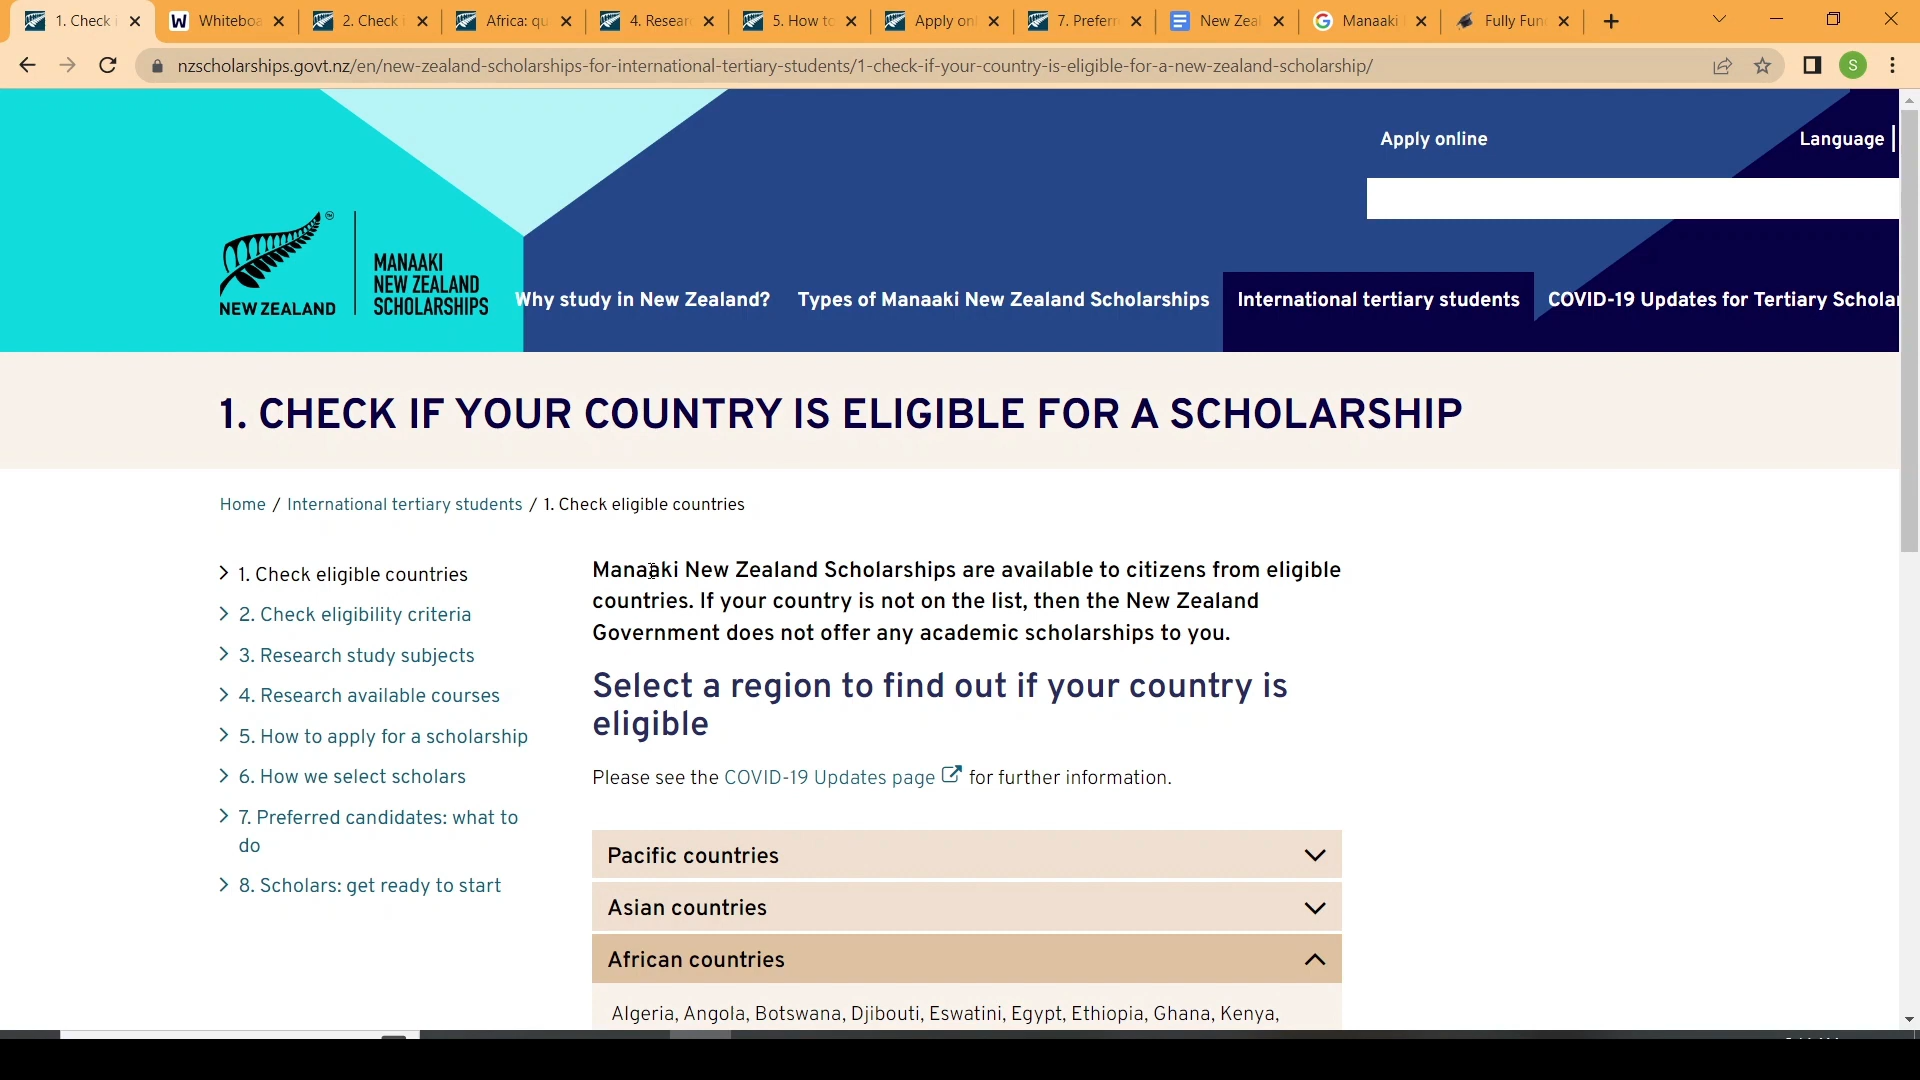 1. Check
Whiteboa
2. Check
Africa: qu
4. Resear
5. How to
Apply onl
7. Preferr
New Zeal
Manaaki
Fully Fun
nzscholarships.govt.nz/en/new-zealand-scholarships-for-international-tertiary-students/1-check-if-your-country-is-eligible-for-a-new-zealand-scholarship/
S
Apply online
Language
NEW ZEALAND
MANAAKI
NEW ZEALAND
SCHOLARSHIPS
Why study in New Zealand?
Types of Manaaki New Zealand Scholarships
International tertiary students
COVID-19 Updates for Tertiary Scholar
1. CHECK IF YOUR COUNTRY IS ELIGIBLE FOR A SCHOLARSHIP
Home / International tertiary students / 1. Check eligible countries
1. Check eligible countries
2. Check eligibility criteria
3. Research study subjects
4. Research available courses
5. How to apply for a scholarship
6. How we select scholars
7. Preferred candidates: what to
do
8. Scholars: get ready to start
Manaaki New Zealand Scholarships are available to citizens from eligible
countries. If your country is not on the list, then the New Zealand
Government does not offer any academic scholarships to you.
Select a region to find out if your country is
eligible
Please see the COVID-19 Updates page for further information.
Pacific countries
Asian countries
African countries
Algeria, Angola, Botswana, Djibouti, Eswatini, Egypt, Ethiopia, Ghana, Kenya,